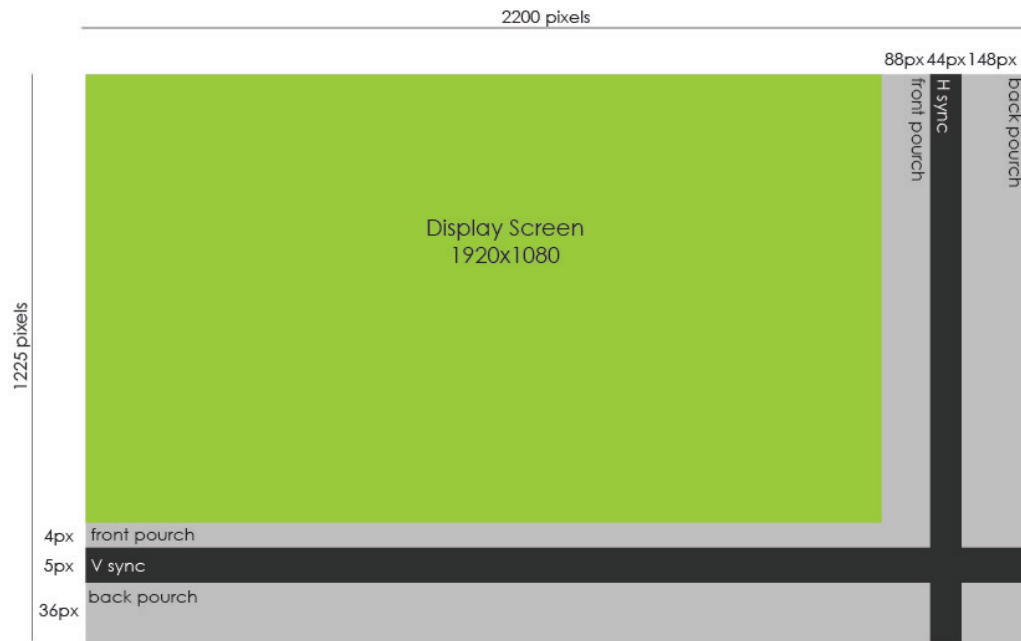 2200 pixels
88px 44px 148px
front pourch
H sync
back pourch
Display Screen
1920x1080
1225 pixels
4px front pourch
5px V sync
36px back pourch